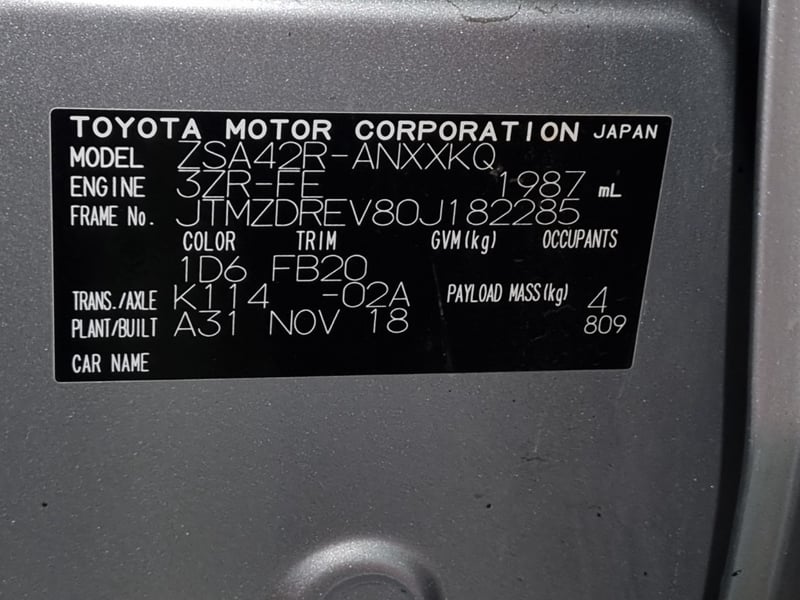 TOYOTA MOTOR CORPORATION JAPAN
MODEL ZSA42R-ANXXKQ
ENGINE 3ZR-FE 1987 mL
FRAME No. JTMZDREV80J182285
COLOR TRIM GVM(kg) OCCUPANTS
1D6 FB20
TRANS./AXLE K114 -02A PAYLOAD MASS(kg) 4
PLANT/BUILT A31 NOV 18 809
CAR NAME